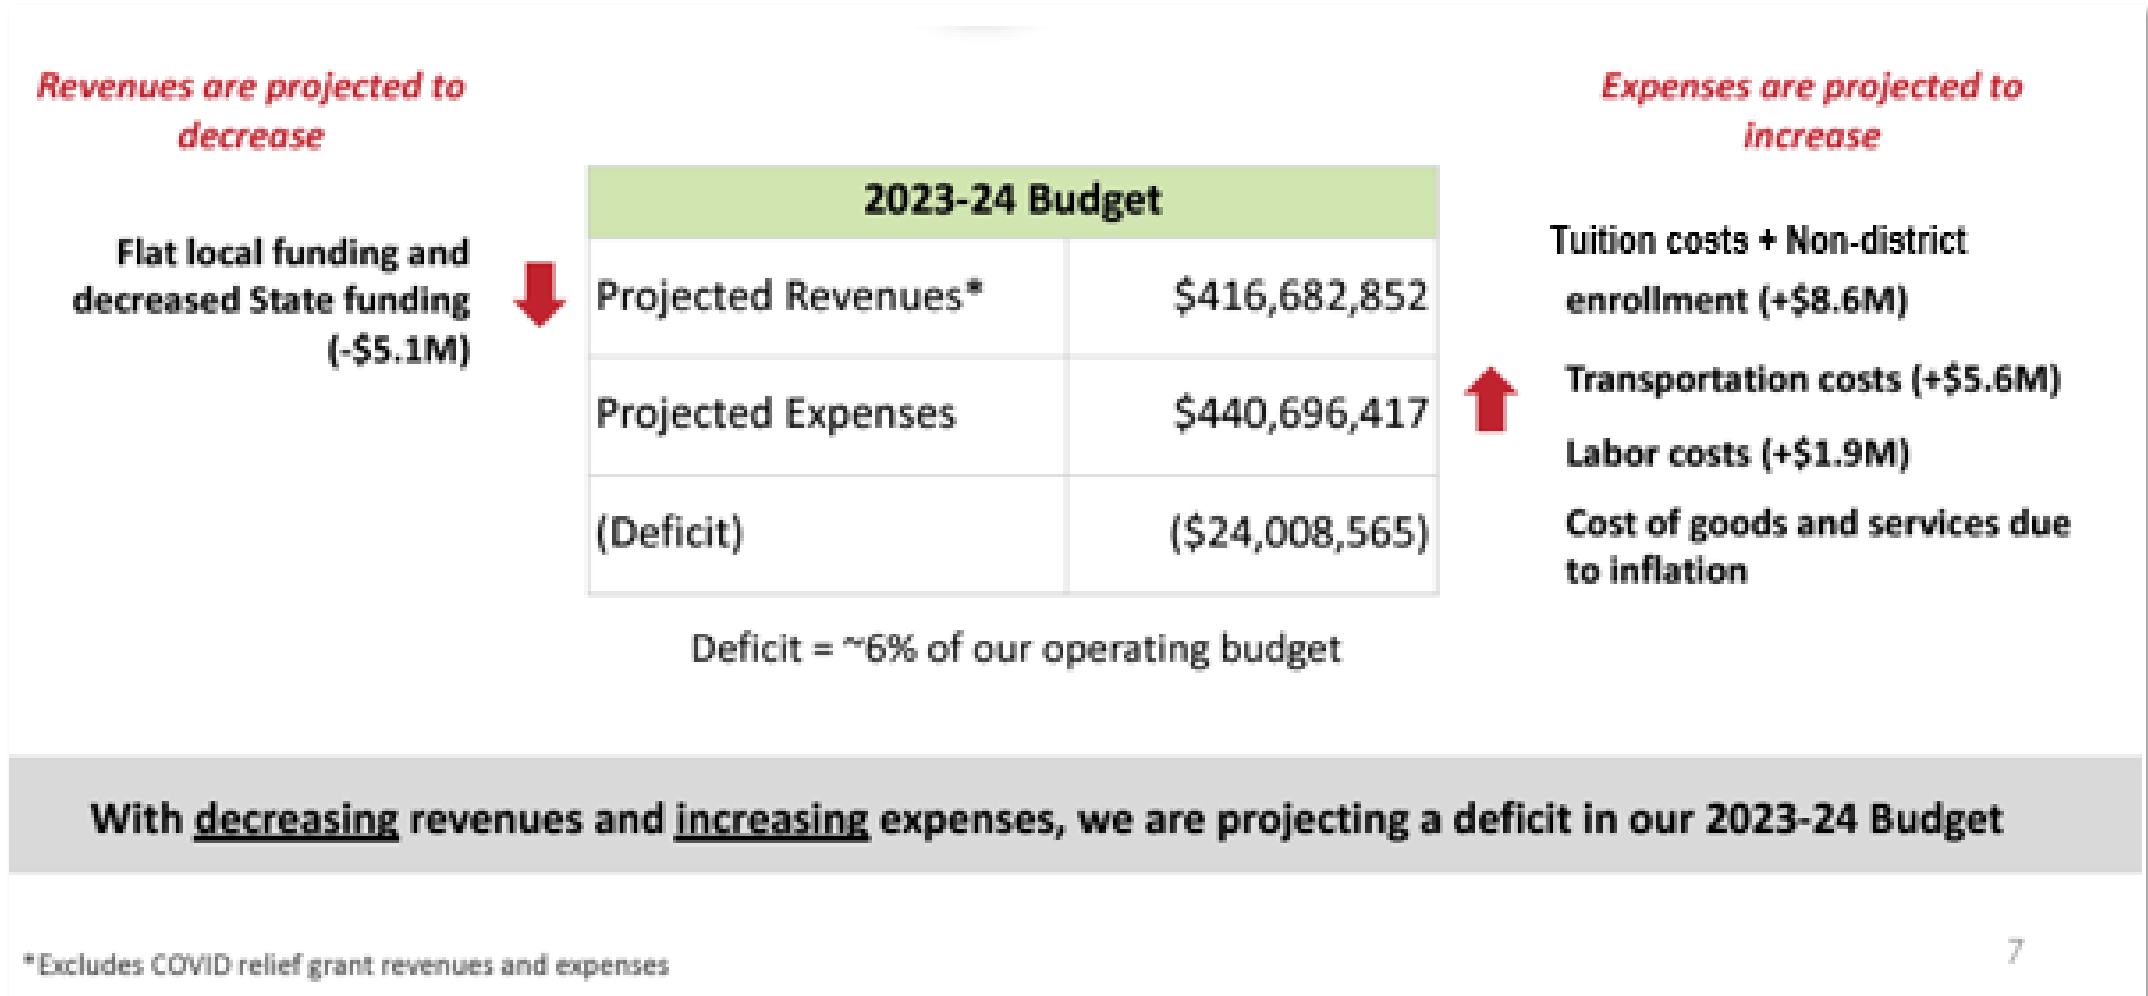 Revenues are projected to
decrease
Flat local funding and
decreased State funding
(-$5.1M)
2023-24 Budget
Projected Revenues* $416,682,852
Projected Expenses $440,696,417
(Deficit) ($24,008,565)
Deficit = ~6% of our operating budget
Expenses are projected to
increase
Tuition costs + Non-district
enrollment (+$8.6M)
Transportation costs (+$5.6M)
Labor costs (+$1.9M)
Cost of goods and services due
to inflation
With decreasing revenues and increasing expenses, we are projecting a deficit in our 2023-24 Budget
*Excludes COVID relief grant revenues and expenses
7